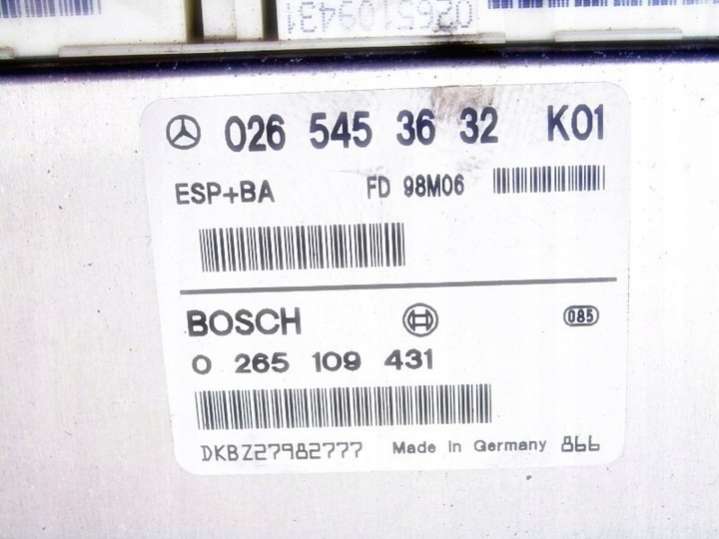 0265109431
026 545 36 32 K01
ESP+BA FD 98M06
BOSCH 085
0 265 109 431
DKBZ27982777 Made in Germany 866